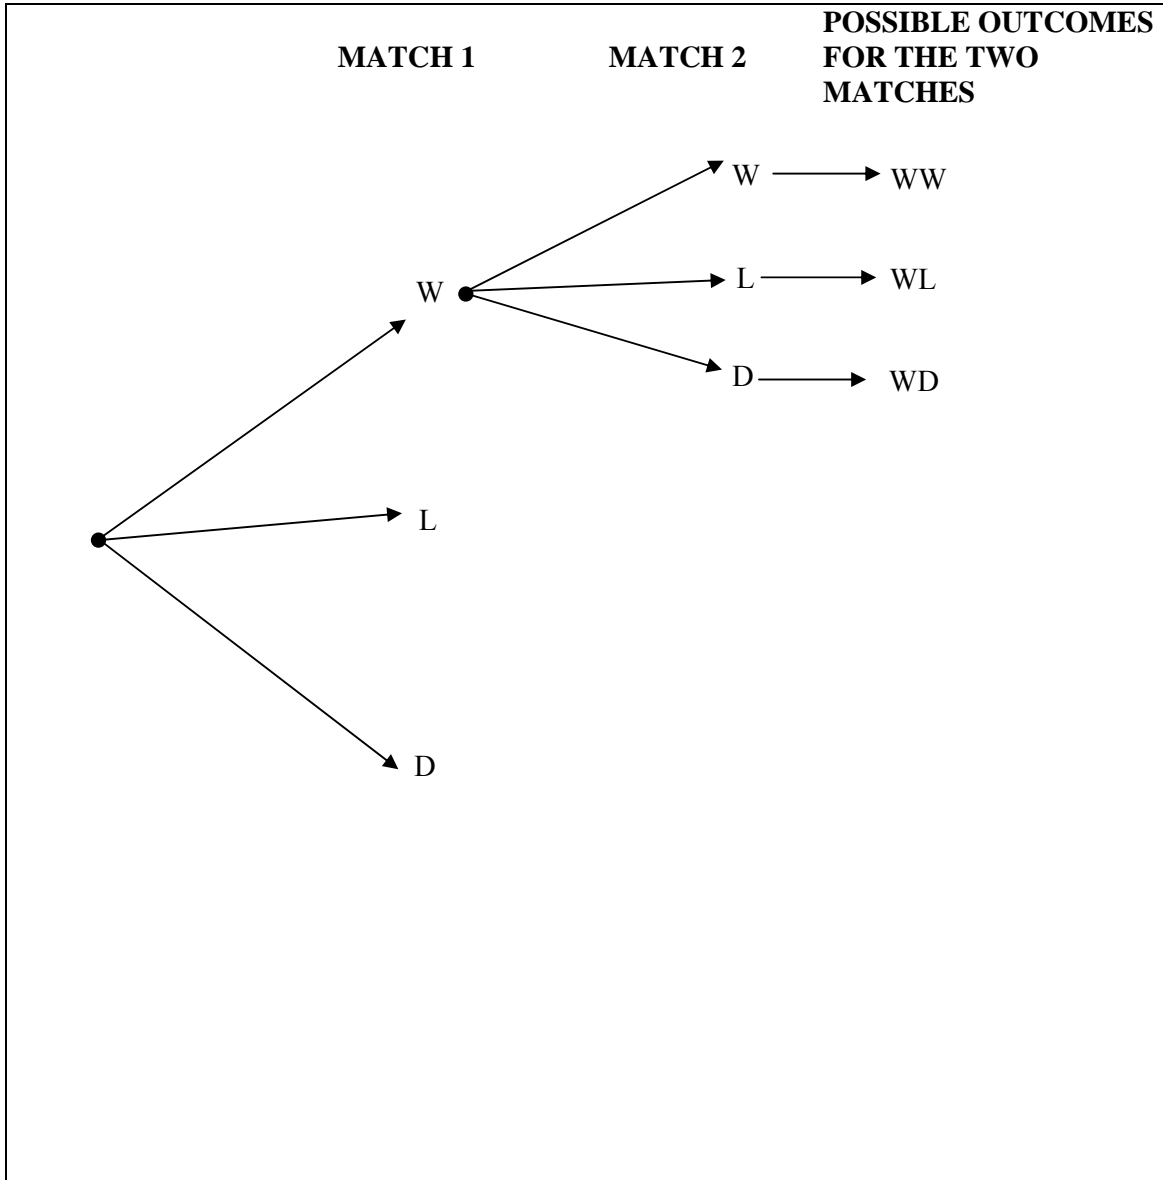 MATCH 1
MATCH 2
POSSIBLE OUTCOMES
FOR THE TWO
MATCHES
W
WW
W
L
WL
D
WD
L
D